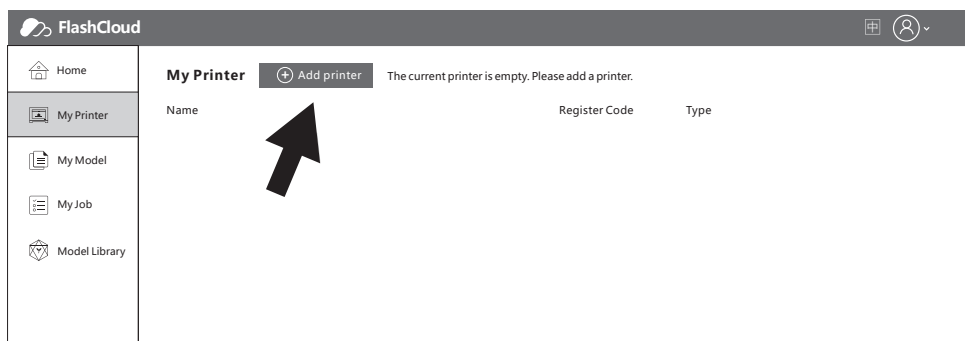 FlashCloud
中
Home
My Printer
My Model
My Job
Model Library
My Printer
Add printer
The current printer is empty. Please add a printer.
Name
Register Code
Type